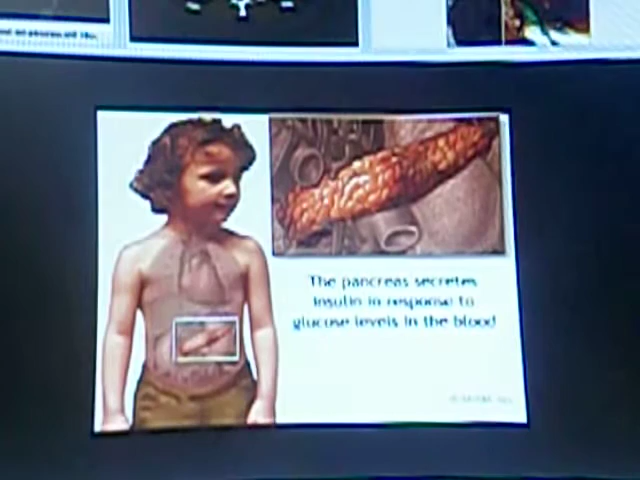 The pancreas secretes
insulin in response to
glucose levels in the blood